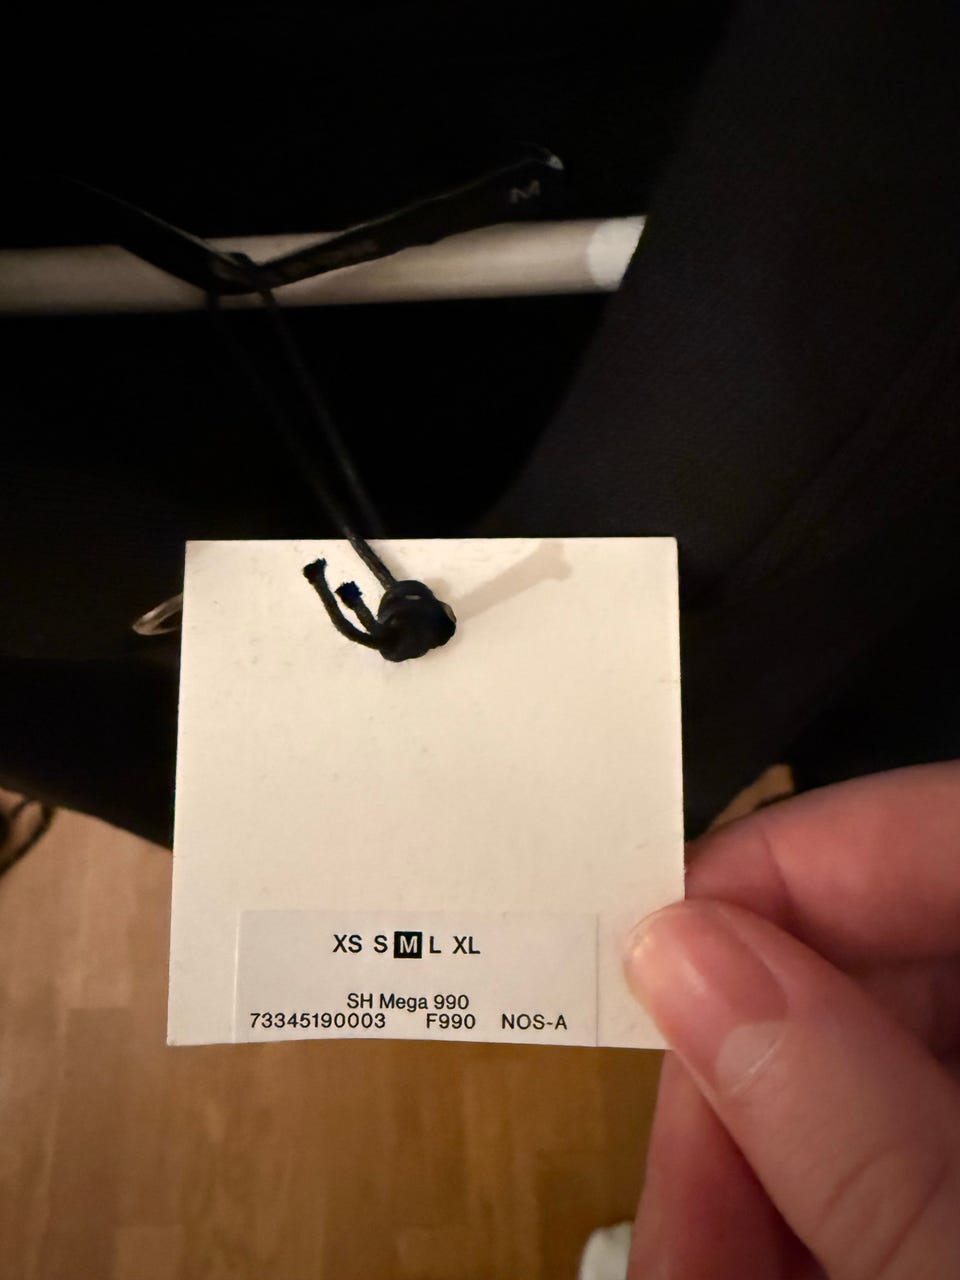 M
XS S M L XL
SH Mega 990
73345190003 F990 NOS-A